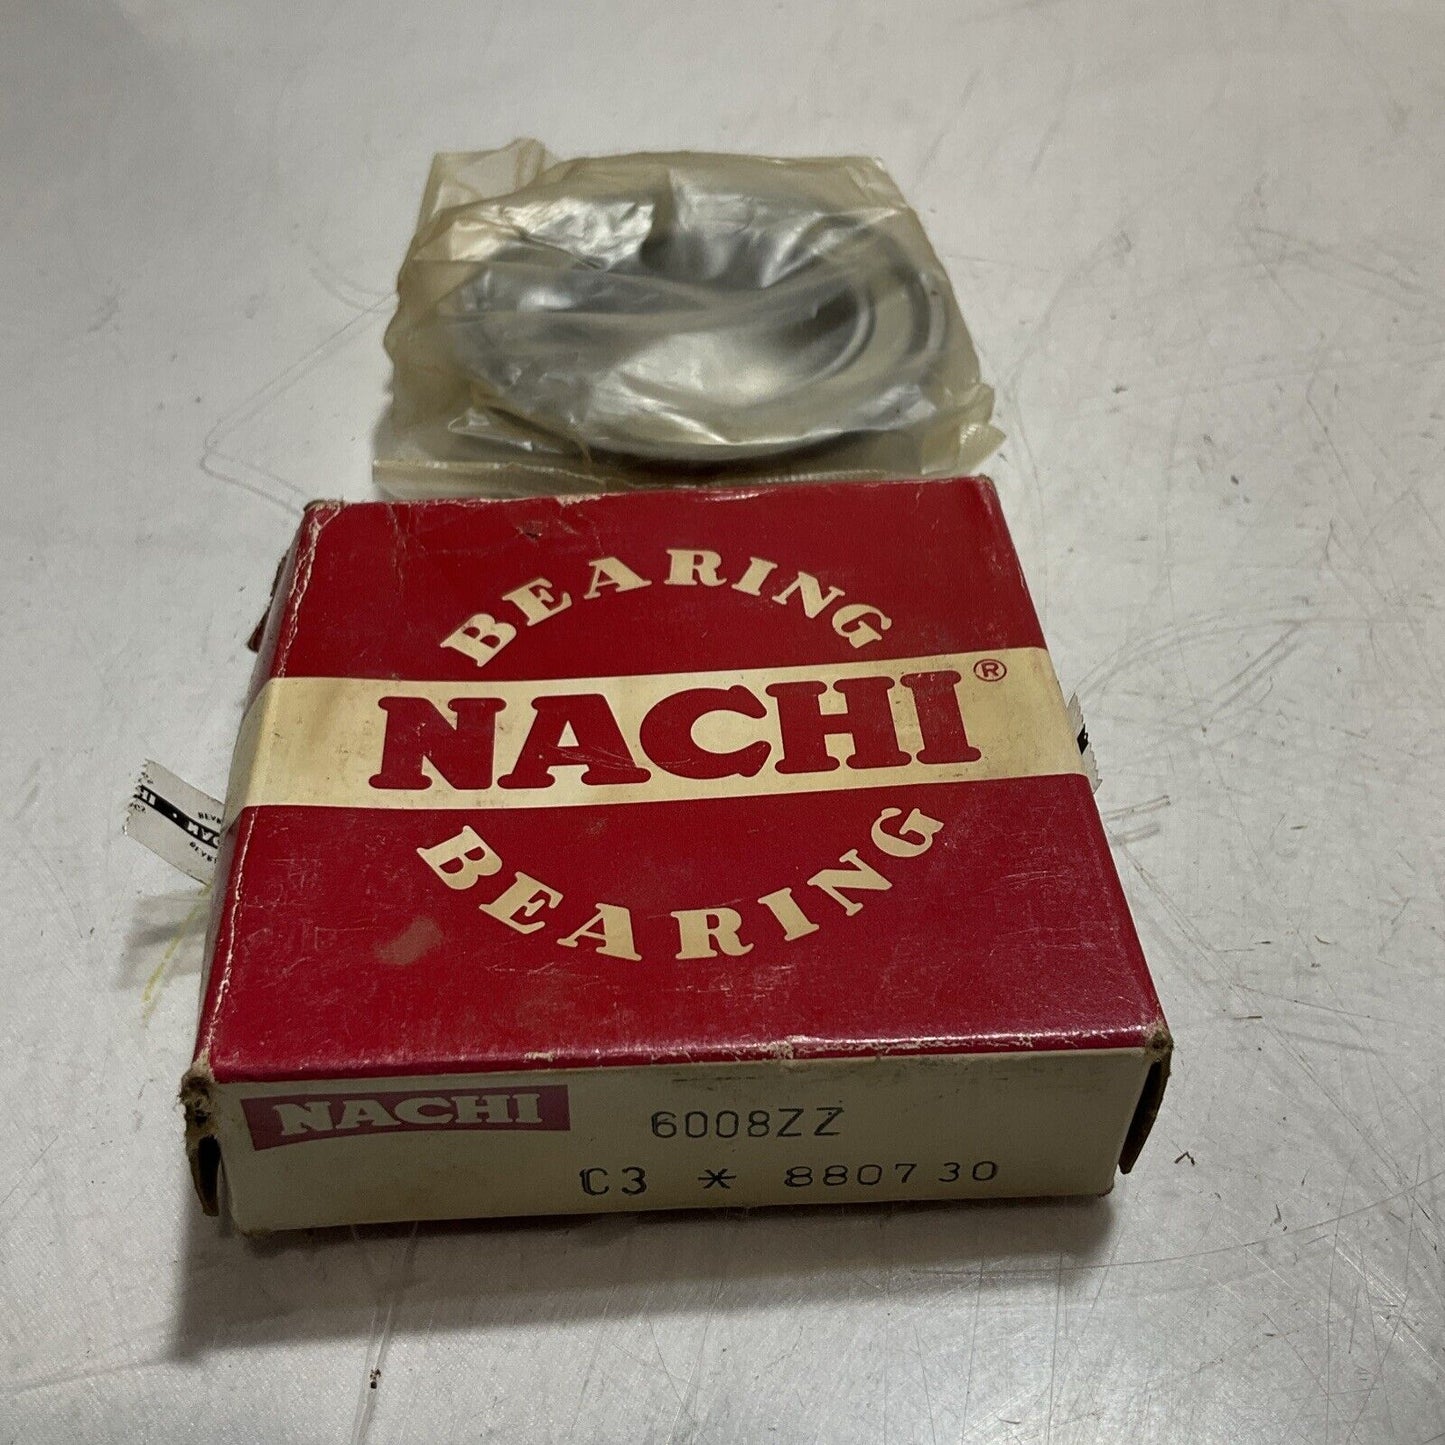 BEARING
NACHI®
BEARING
NACHI
6008ZZ
C3 * 880730